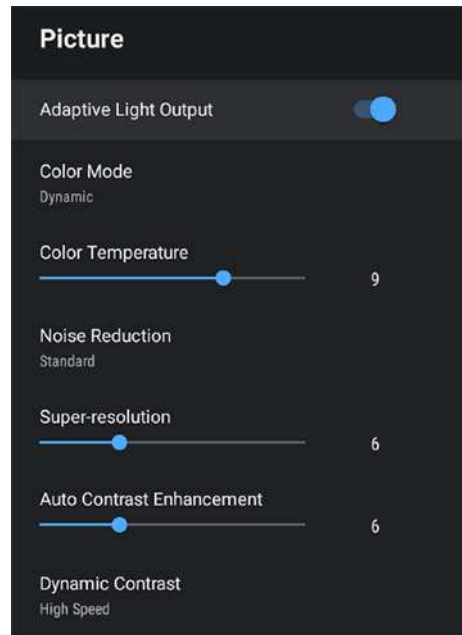 Picture
Adaptive Light Output
Color Mode
Dynamic
Color Temperature
9
Noise Reduction
Standard
Super-resolution
6
Auto Contrast Enhancement
6
Dynamic Contrast
High Speed